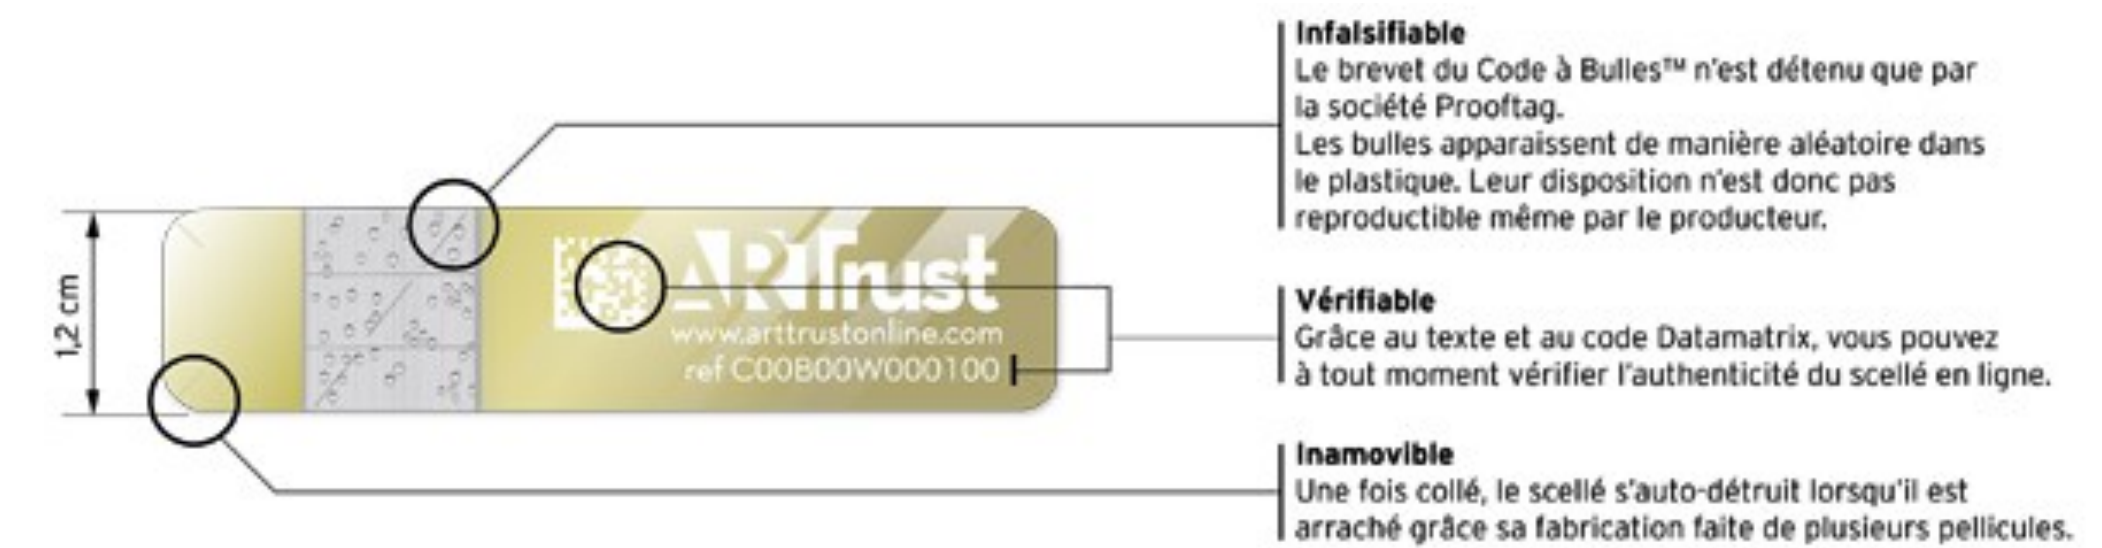 Infalsifiable
Le brevet du Code à Bulles™ n'est détenu que par
la société Prooftag.
Les bulles apparaissent de manière aléatoire dans
le plastique. Leur disposition n'est donc pas
reproductible même par le producteur.
1,2 cm
ARTTrust
www.arttrustonline.com
ref C00B00W000100
Vérifiable
Grâce au texte et au code Datamatrix, vous pouvez
à tout moment vérifier l'authenticité du scellé en ligne.
Inamovible
Une fois collé, le scellé s'auto-détruit lorsqu'il est
arraché grâce sa fabrication faite de plusieurs pellicules.